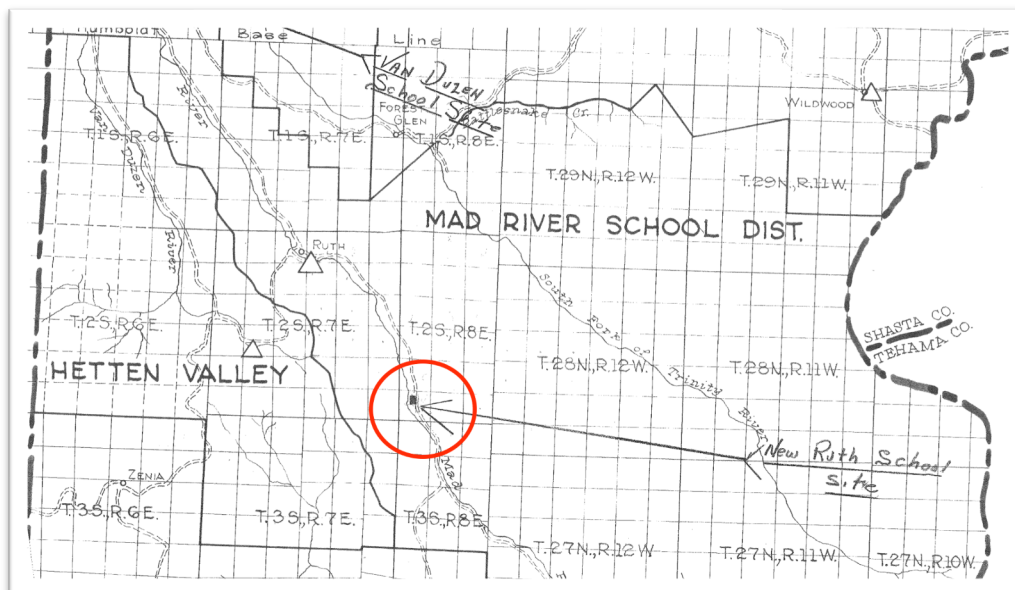 Humboldt
Base
Line
VAN DUZEN
School Site
FOREST
GLEN
Cr.
WILDWOOD
River
T.1S.,R.6E.
T.1S.,R.7E.
T.1S.,R.8E.
Van Duzen
River
T.29N.,R.12W.
T.29N.,R.11W.
MAD RIVER SCHOOL DIST.
RUTH
South Fork of Trinity River
T.2S.,R.6E.
T.2S.,R.7E.
T.2S.,R.8E.
SHASTA CO.
TEHAMA CO.
HETTEN VALLEY
T.28N.,R.12W.
T.28N.,R.11W.
New Ruth School
Site
Mad
ZENIA
T.3S.,R.6E.
T.3S.,R.7E.
T.3S.,R.8E.
T.27N.,R.12W
T.27N.,R.11W.
T.27N.,R.10W.